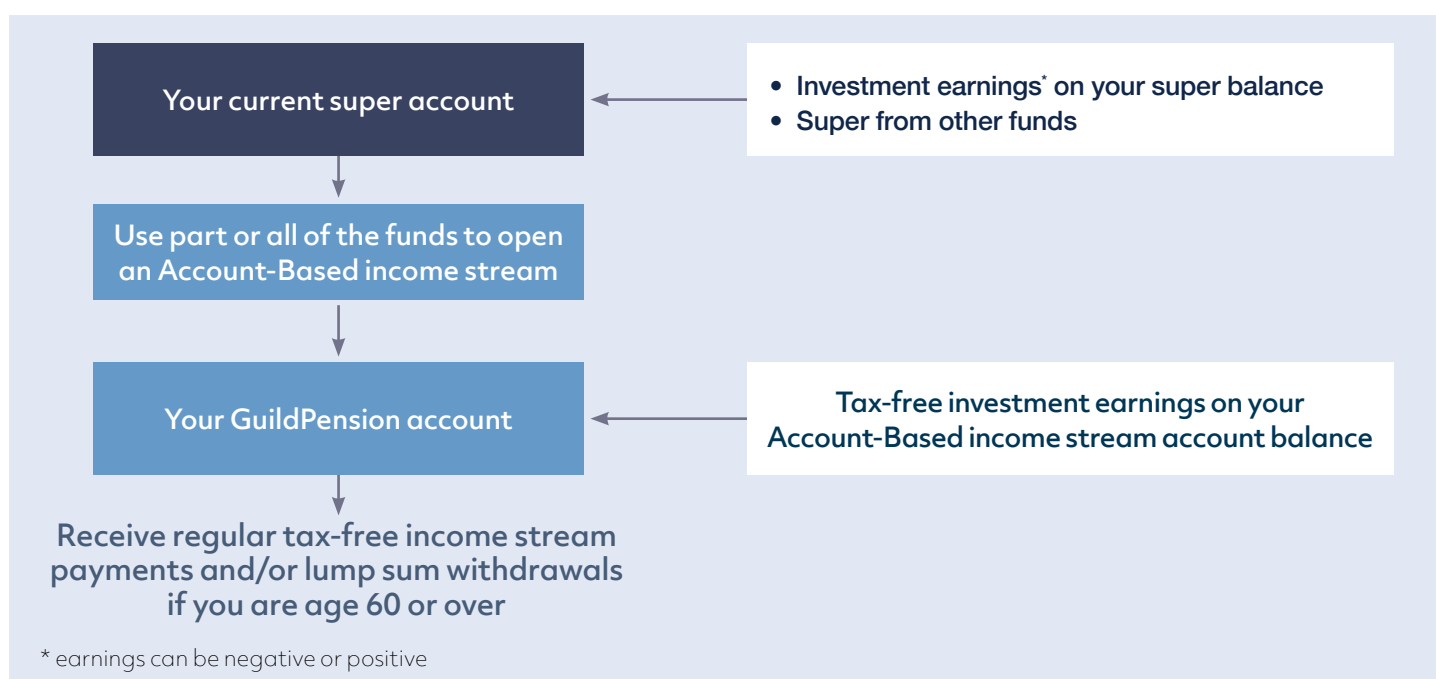 Your current super account
• Investment earnings* on your super balance
• Super from other funds
Use part or all of the funds to open
an Account-Based income stream
Your GuildPension account
Tax-free investment earnings on your
Account-Based income stream account balance
Receive regular tax-free income stream
payments and/or lump sum withdrawals
if you are age 60 or over
* earnings can be negative or positive